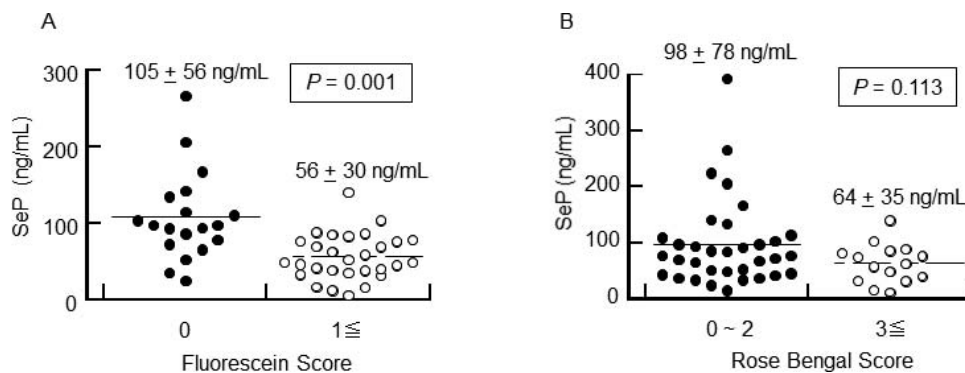 A
105 ± 56 ng/mL
P = 0.001
300
200
100
0
SeP (ng/mL)
56 ± 30 ng/mL
0
1≦
Fluorescein Score
B
98 ± 78 ng/mL
P = 0.113
400
300
200
100
0
SeP (ng/mL)
64 ± 35 ng/mL
0 ~ 2
3≦
Rose Bengal Score